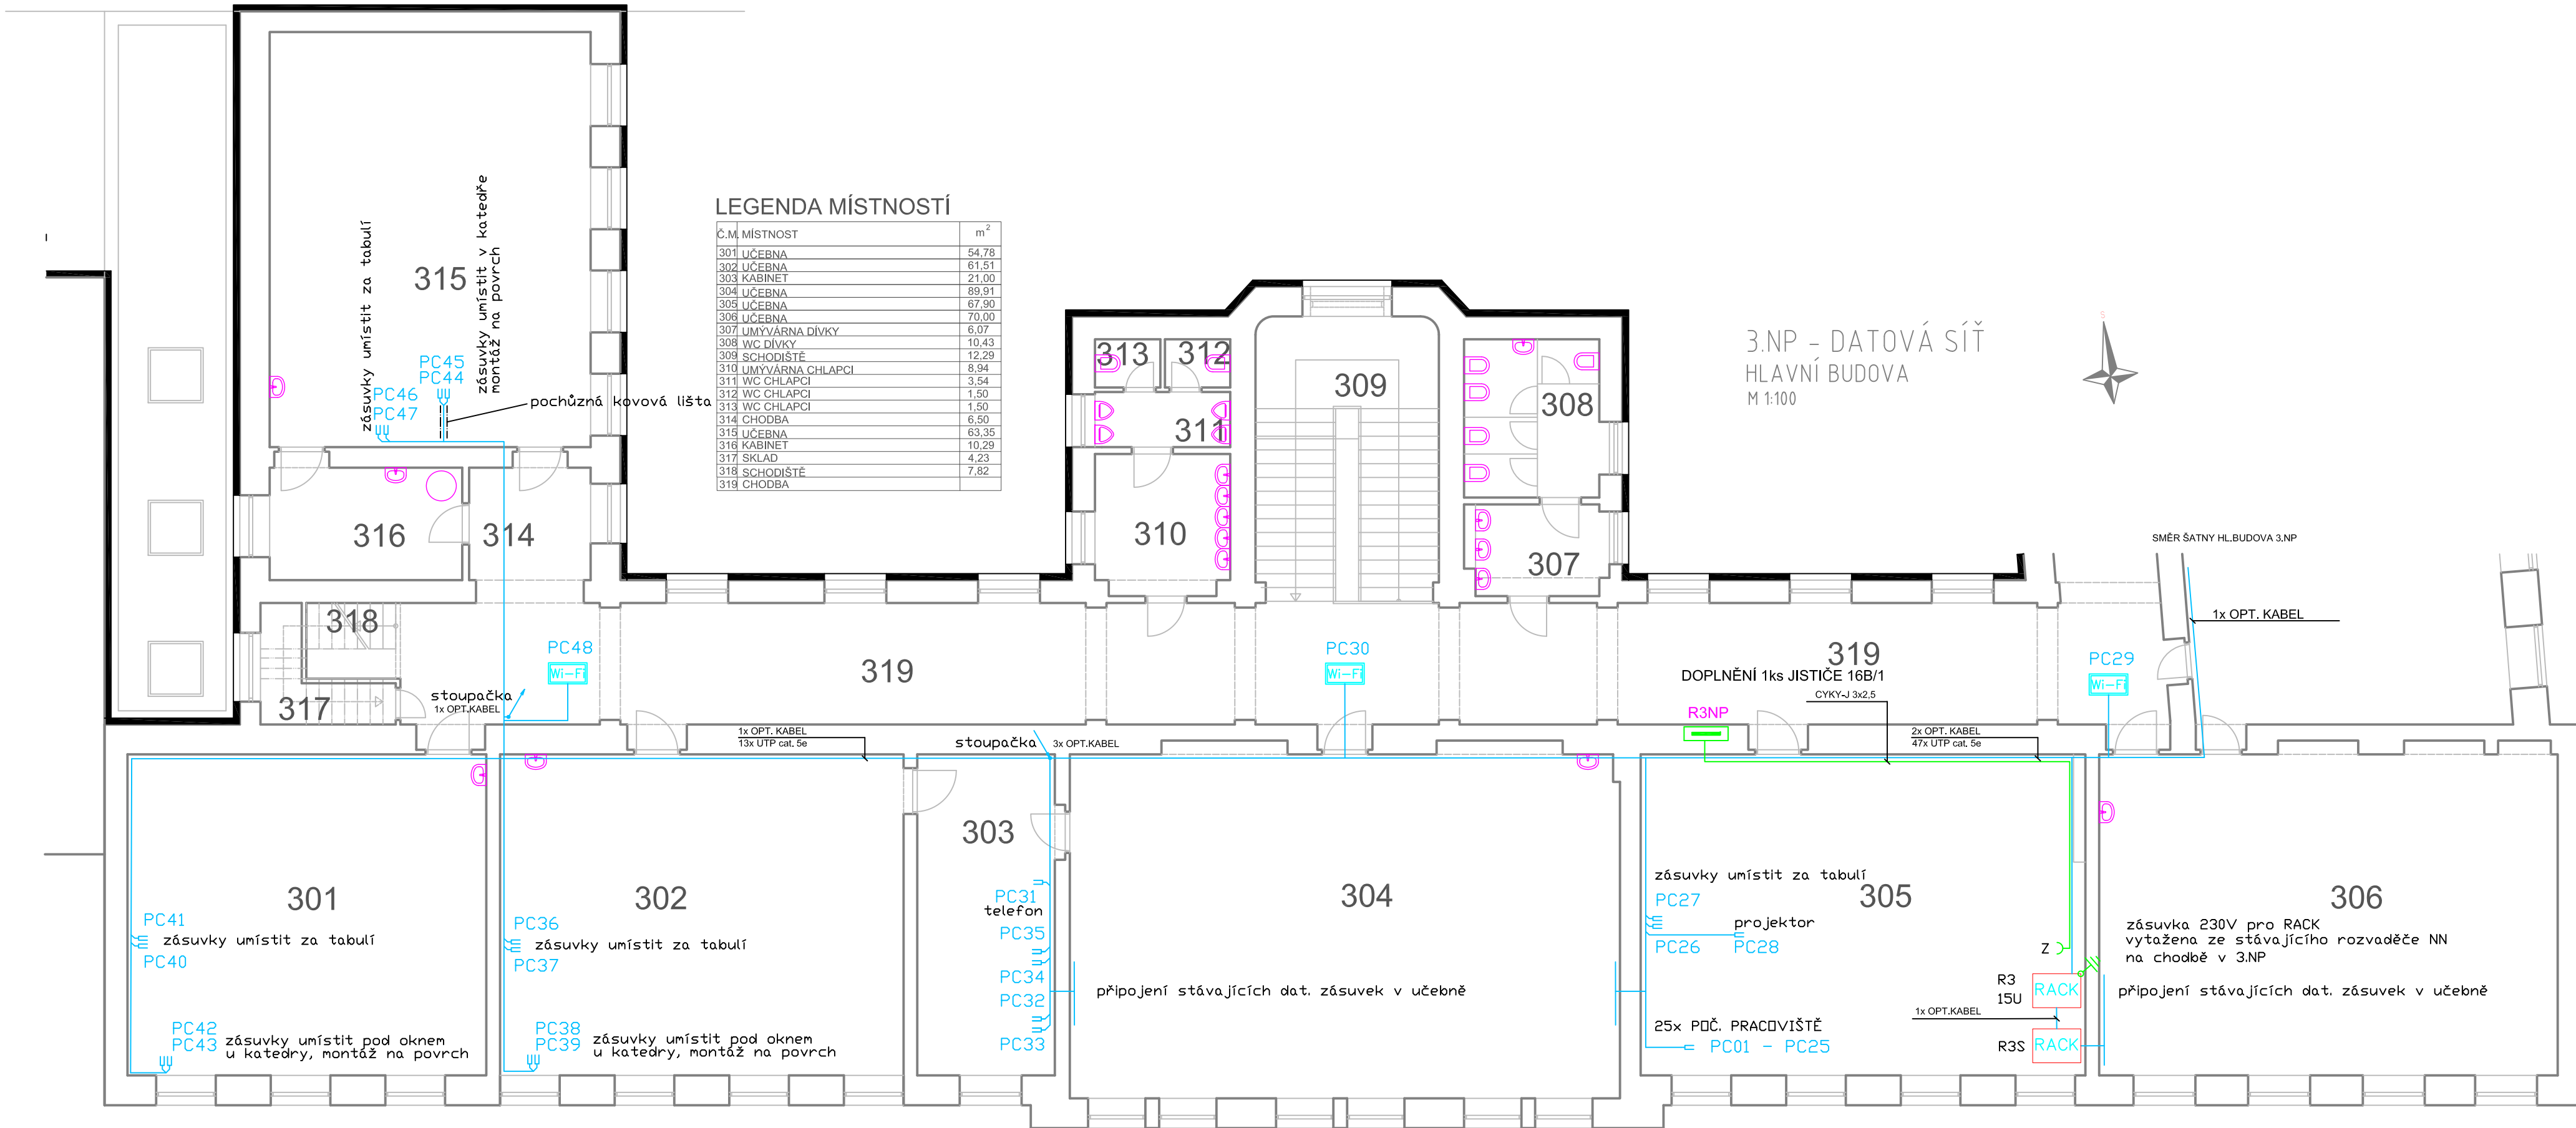 LEGENDA MÍSTNOSTÍ
Č.M. MÍSTNOST m²
301 UČEBNA 54,78
302 UČEBNA 61,51
303 KABINET 21,00
304 UČEBNA 89,91
305 UČEBNA 67,90
306 UČEBNA 70,00
307 UMÝVÁRNA DÍVKY 6,07
308 WC DÍVKY 10,43
309 SCHODIŠTĚ 12,29
310 UMÝVÁRNA CHLAPCI 8,94
311 WC CHLAPCI 3,54
312 WC CHLAPCI 1,50
313 WC CHLAPCI 1,50
314 CHODBA 6,50
315 UČEBNA 63,35
316 KABINET 10,29
317 SKLAD 4,23
318 SCHODIŠTĚ 7,82
319 CHODBA
3.NP - DATOVÁ SÍŤ
HLAVNÍ BUDOVA
M 1:100
S
315
zásuvky umístit za tabulí
zásuvky umístit v katedře
montáž na povrch
PC45
PC44
PC46
PC47
pochůzná kovová lišta
316
314
318
317
313
312
311
310
309
308
307
SMĚR ŠATNY HL.BUDOVA 3.NP
1x OPT. KABEL
PC48
Wi-Fi
stoupačka
1x OPT.KABEL
319
PC30
Wi-Fi
319
DOPLNĚNÍ 1ks JISTIČE 16B/1
CYKY-J 3x2,5
R3NP
PC29
Wi-Fi
1x OPT. KABEL
13x UTP cat. 5e
stoupačka
3x OPT.KABEL
2x OPT. KABEL
47x UTP cat. 5e
301
PC41
zásuvky umístit za tabulí
PC40
PC42
PC43
zásuvky umístit pod oknem
u katedry, montáž na povrch
302
PC36
zásuvky umístit za tabulí
PC37
PC38
PC39
zásuvky umístit pod oknem
u katedry, montáž na povrch
303
PC31
telefon
PC35
PC34
PC32
PC33
304
připojení stávajících dat. zásuvek v učebně
305
zásuvky umístit za tabulí
PC27
projektor
PC26
PC28
Z
R3
15U
RACK
1x OPT.KABEL
25x POČ. PRACOVIŠTĚ
PC01 - PC25
R3S
RACK
306
zásuvka 230V pro RACK
vytažena ze stávajícího rozvaděče NN
na chodbě v 3.NP
připojení stávajících dat. zásuvek v učebně